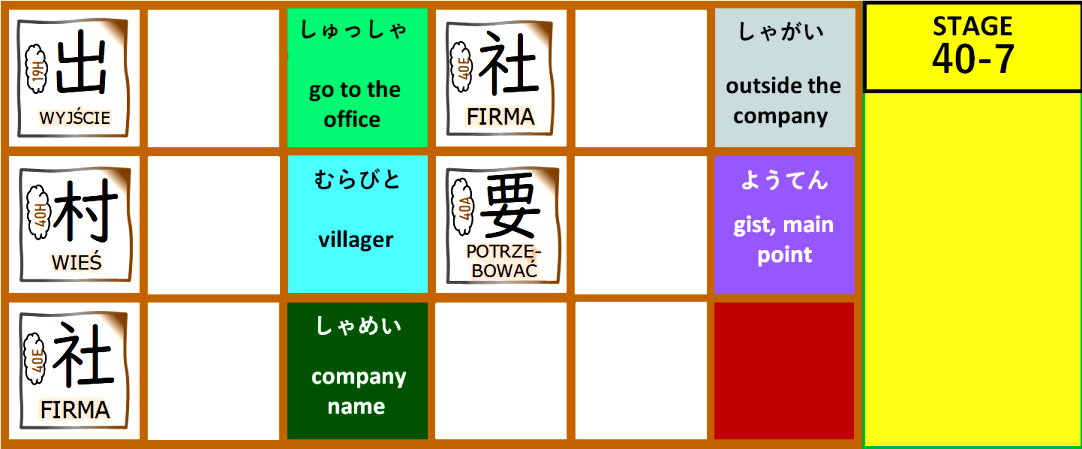 19H
出
WYJŚCIE
しゅっしゃ
go to the
office
40E
社
FIRMA
しゃがい
outside the
company
STAGE
40-7
40H
村
WIEŚ
むらびと
villager
40A
要
POTRZE-
BOWAĆ
ようてん
gist, main
point
40E
社
FIRMA
しゃめい
company
name